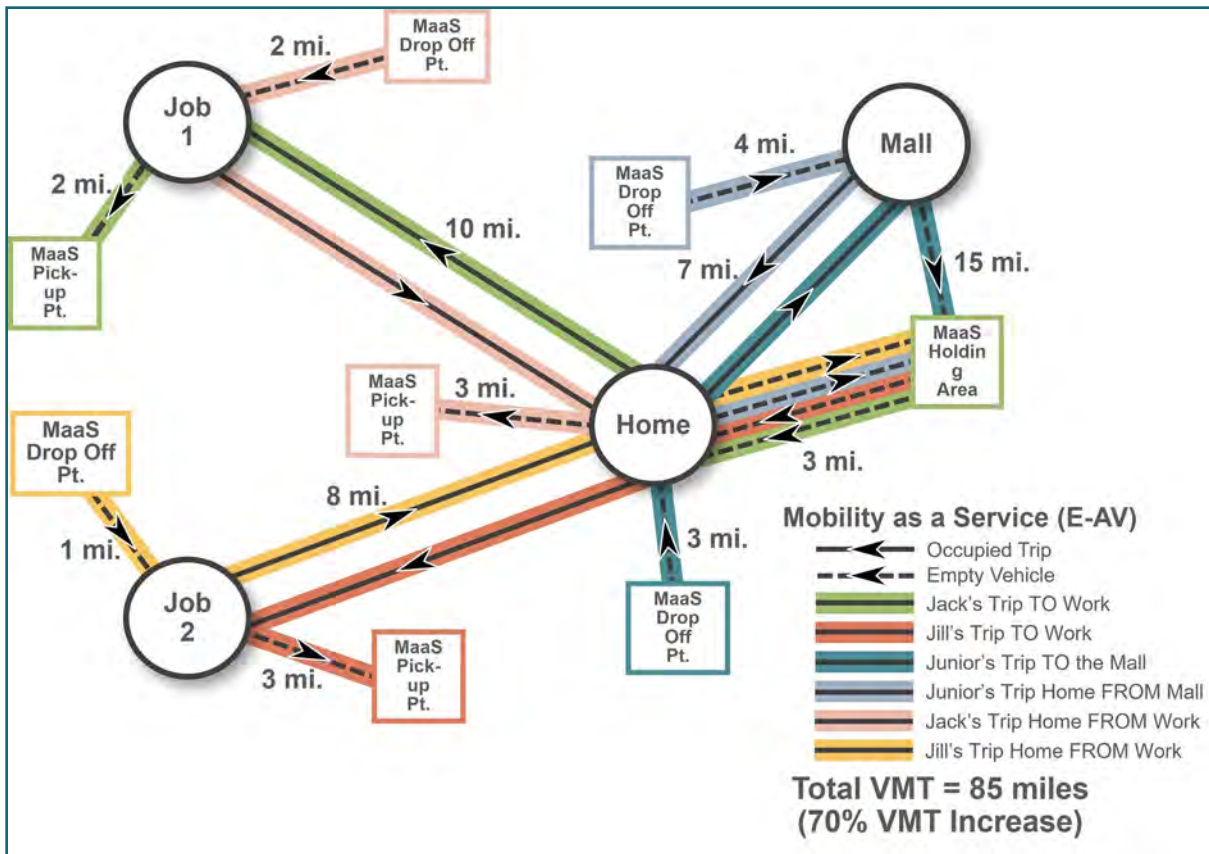 MaaS
Drop Off
Pt.
2 mi.
Job
1
2 mi.
MaaS
Pick-
up
Pt.
10 mi.
Mall
4 mi.
MaaS
Drop
Off
Pt.
7 mi.
15 mi.
MaaS
Holdin
g
Area
3 mi.
MaaS
Pick-
up
Pt.
3 mi.
Home
MaaS
Drop Off
Pt.
8 mi.
1 mi.
Job
2
3 mi.
MaaS
Pick-
up
Pt.
3 mi.
MaaS
Drop
Off
Pt.
Mobility as a Service (E-AV)
Occupied Trip
Empty Vehicle
Jack's Trip TO Work
Jill's Trip TO Work
Junior's Trip TO the Mall
Junior's Trip Home FROM Mall
Jack's Trip Home FROM Work
Jill's Trip Home FROM Work
Total VMT = 85 miles
(70% VMT Increase)